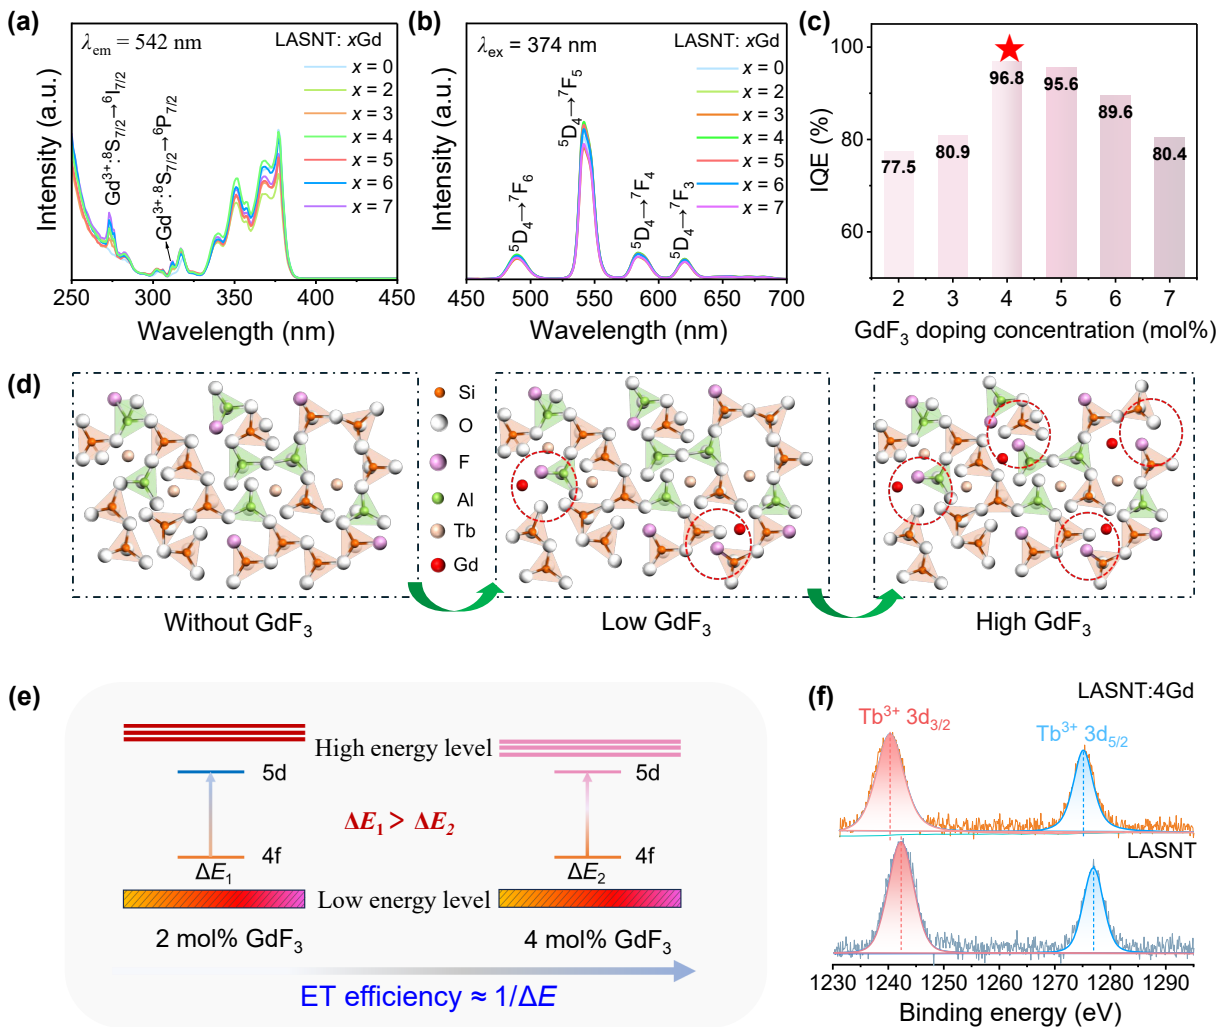 (a)
λem = 542 nm
LASNT: xGd
x = 0
x = 2
x = 3
x = 4
x = 5
x = 6
x = 7
Gd³⁺:⁸S₇/₂→⁶I₇/₂
Gd³⁺:⁸S₇/₂→⁶P₇/₂
Intensity (a.u.)
250 300 350 400 450
Wavelength (nm)
(b)
λex = 374 nm
LASNT: xGd
x = 0
x = 2
x = 3
x = 4
x = 5
x = 6
x = 7
⁵D₄→⁷F₆
⁵D₄→⁷F₅
⁵D₄→⁷F₄
⁵D₄→⁷F₃
Intensity (a.u.)
450 500 550 600 650 700
Wavelength (nm)
(c)
100
80
60
IQE (%)
77.5
80.9
96.8
95.6
89.6
80.4
2 3 4 5 6 7
GdF₃ doping concentration (mol%)
(d)
Si
O
F
Al
Tb
Gd
Without GdF₃
Low GdF₃
High GdF₃
(e)
High energy level
5d
5d
ΔE₁ > ΔE₂
4f
4f
ΔE₁
ΔE₂
Low energy level
2 mol% GdF₃
4 mol% GdF₃
ET efficiency ≈ 1/ΔE
(f)
LASNT:4Gd
Tb³⁺ 3d₃/₂
Tb³⁺ 3d₅/₂
LASNT
1230 1240 1250 1260 1270 1280 1290
Binding energy (eV)